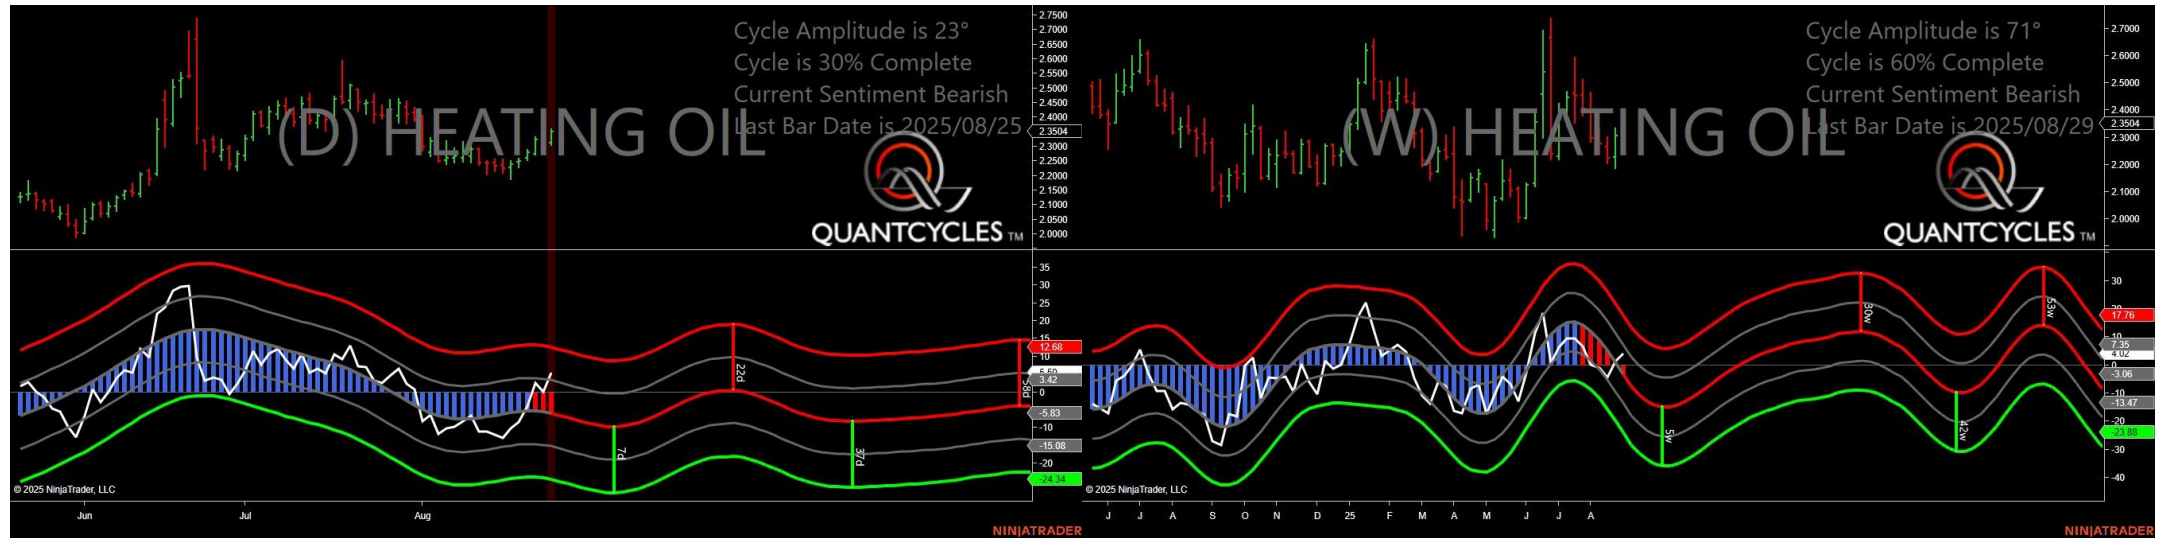 Cycle Amplitude is 23°
Cycle is 30% Complete
Current Sentiment Bearish
Last Bar Date is 2025/08/25
(D) HEATING OIL
QUANTCYCLES TM
2.7500
2.6500
2.6000
2.5500
2.5000
2.4500
2.4000
2.3504
2.3000
2.2500
2.2000
2.1500
2.1000
2.0500
2.0000
35
30
25
20
15
12.68
10
3.42
0
-5.83
-10
-15.08
-20
-24.34
22d
58d
7d
37d
© 2025 NinjaTrader, LLC
Jun Jul Aug
NINJATRADER
Cycle Amplitude is 71°
Cycle is 60% Complete
Current Sentiment Bearish
Last Bar Date is 2025/08/29
(W) HEATING OIL
QUANTCYCLES TM
2.7000
2.6000
2.5000
2.4000
2.3504
2.3000
2.2000
2.1000
2.0000
30
20
17.76
10
7.35
4.02
0
-3.06
-10
-13.47
-20
-23.88
-30
-40
30w
53w
5w
42w
© 2025 NinjaTrader, LLC
J J A S O N D 25 F M A M J J A
NINJATRADER